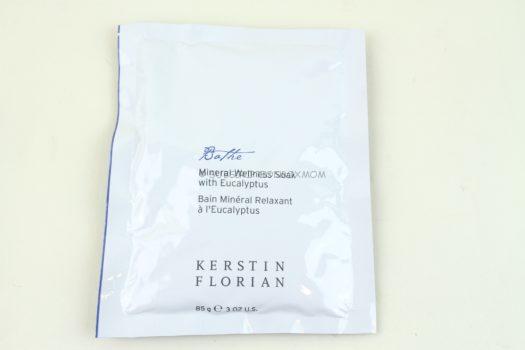 Bathe
Mineral Wellness Soak
with Eucalyptus
Bain Minéral Relaxant
à l'Eucalyptus
KERSTIN
FLORIAN
85 g ℮ 3 OZ U.S.